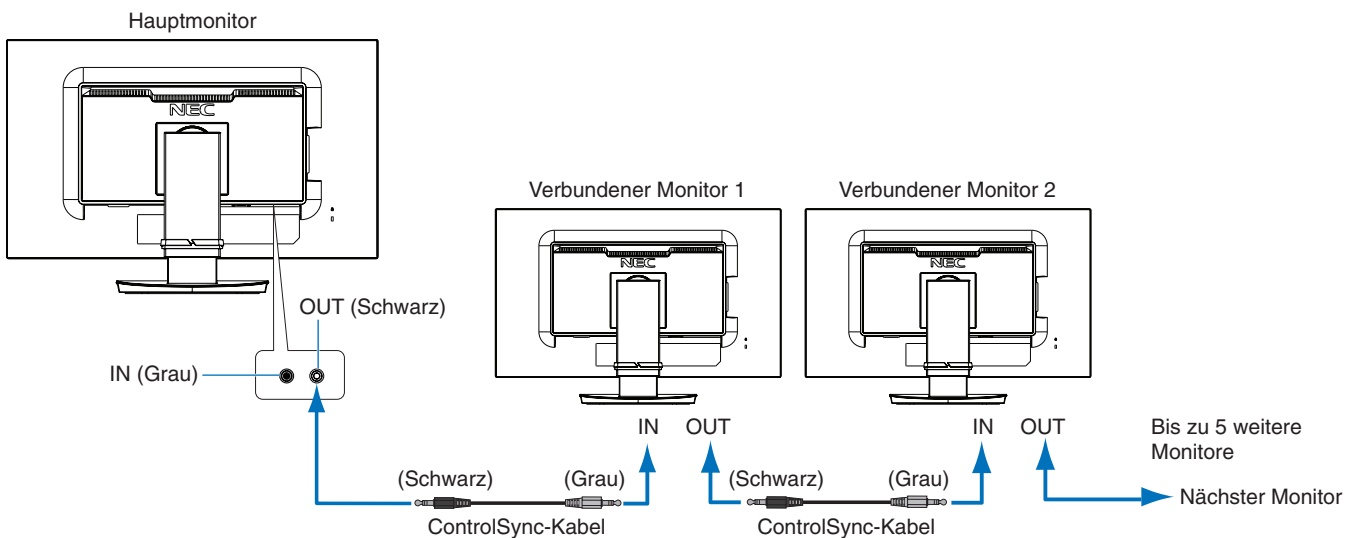 Hauptmonitor
NEC
Verbundener Monitor 1
Verbundener Monitor 2
NEC
NEC
OUT (Schwarz)
IN (Grau)
IN
OUT
IN
OUT
Bis zu 5 weitere
Monitore
(Schwarz)
(Grau)
(Schwarz)
(Grau)
Nächster Monitor
ControlSync-Kabel
ControlSync-Kabel